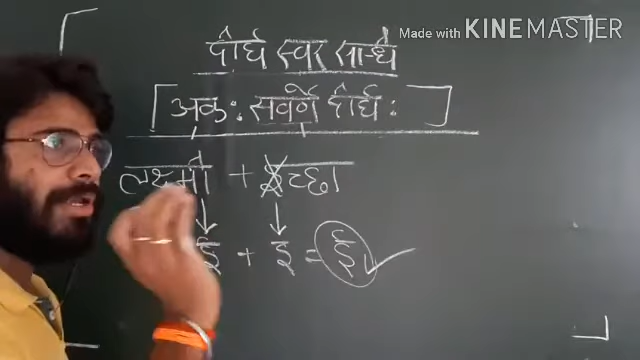 Made with KINEMASTER
दीर्घ स्वर सन्धि
[ अकः सवर्णे दीर्घः ]
लक्ष्मी + इच्छा
ई + इ = ई